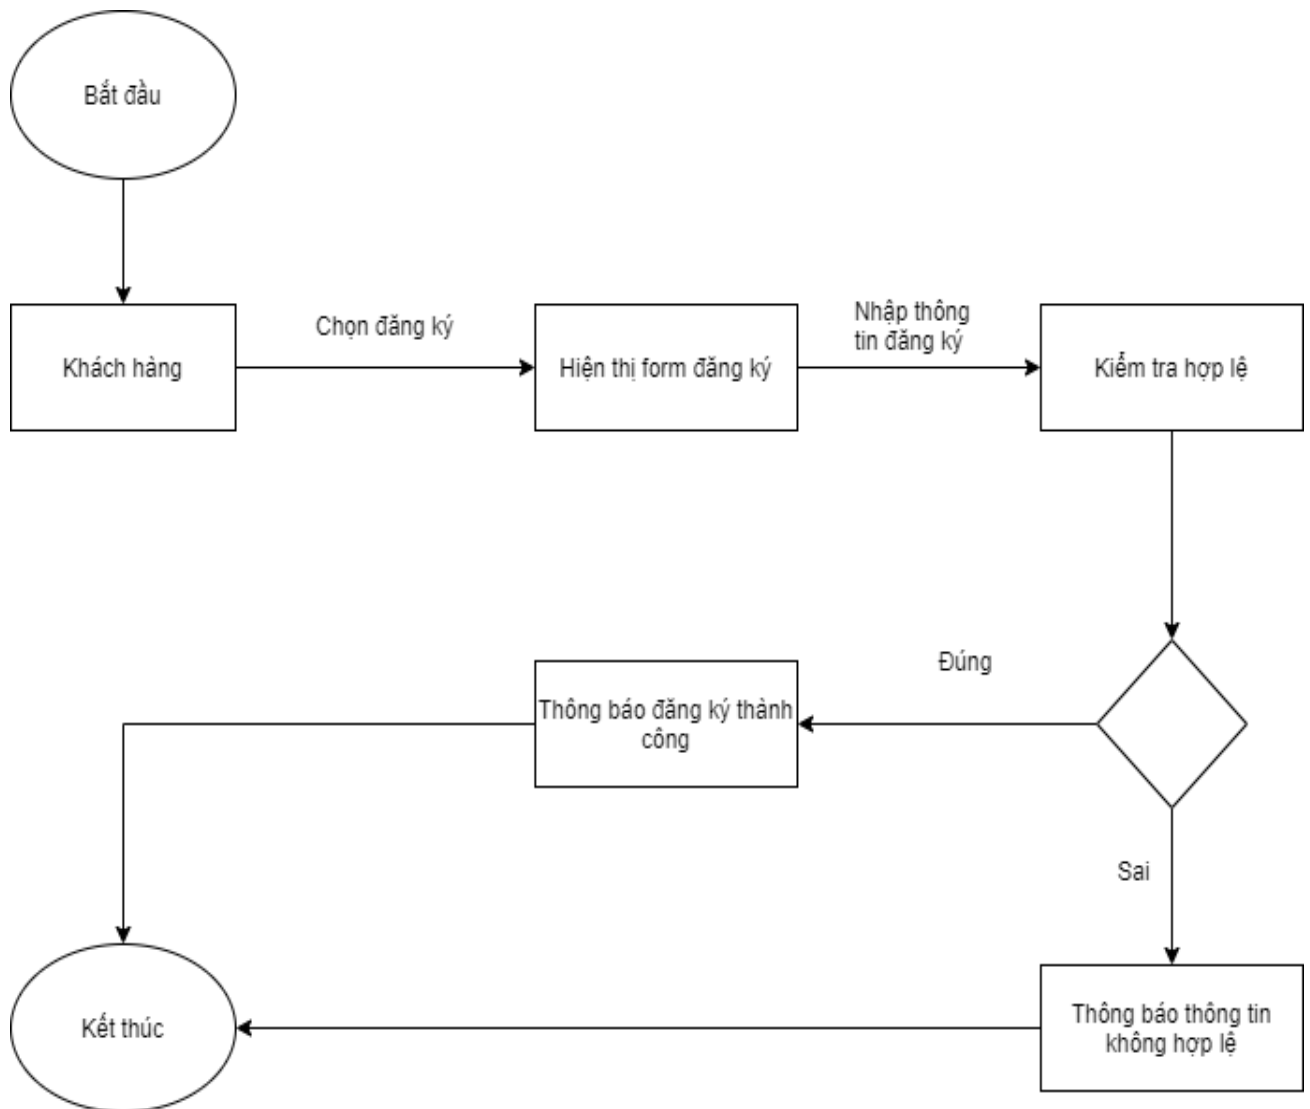 Bắt đầu
Chọn đăng ký
Nhập thông
tin đăng ký
Khách hàng
Hiện thị form đăng ký
Kiểm tra hợp lệ
Đúng
Thông báo đăng ký thành
công
Sai
Kết thúc
Thông báo thông tin
không hợp lệ